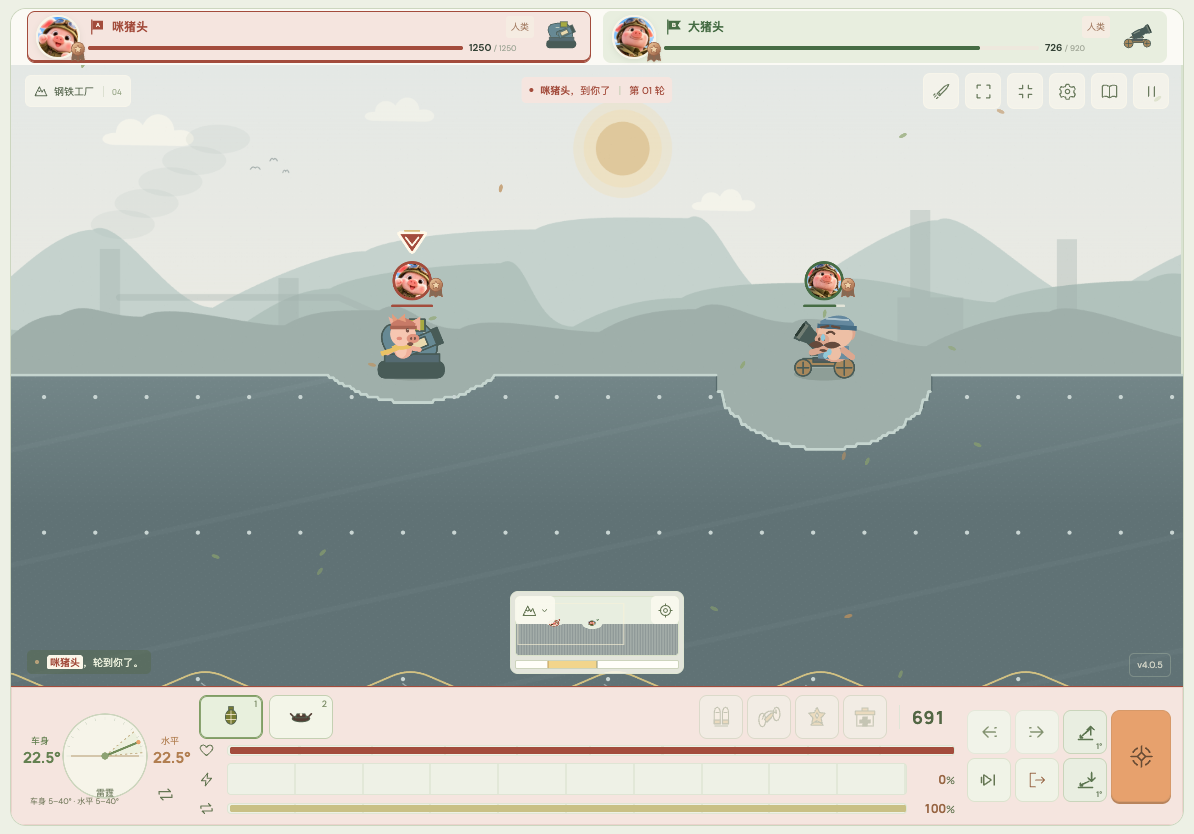 咪猪头
人类
1250 / 1250
大猪头
人类
726 / 920
钢铁工厂 04
咪猪头，到你了 第 01 轮
咪猪头，轮到你了。
v4.0.5
车身
22.5°
水平
22.5°
雷霆
车身 5–40° · 水平 5–40°
1
2
691
0%
100%
1°
1°